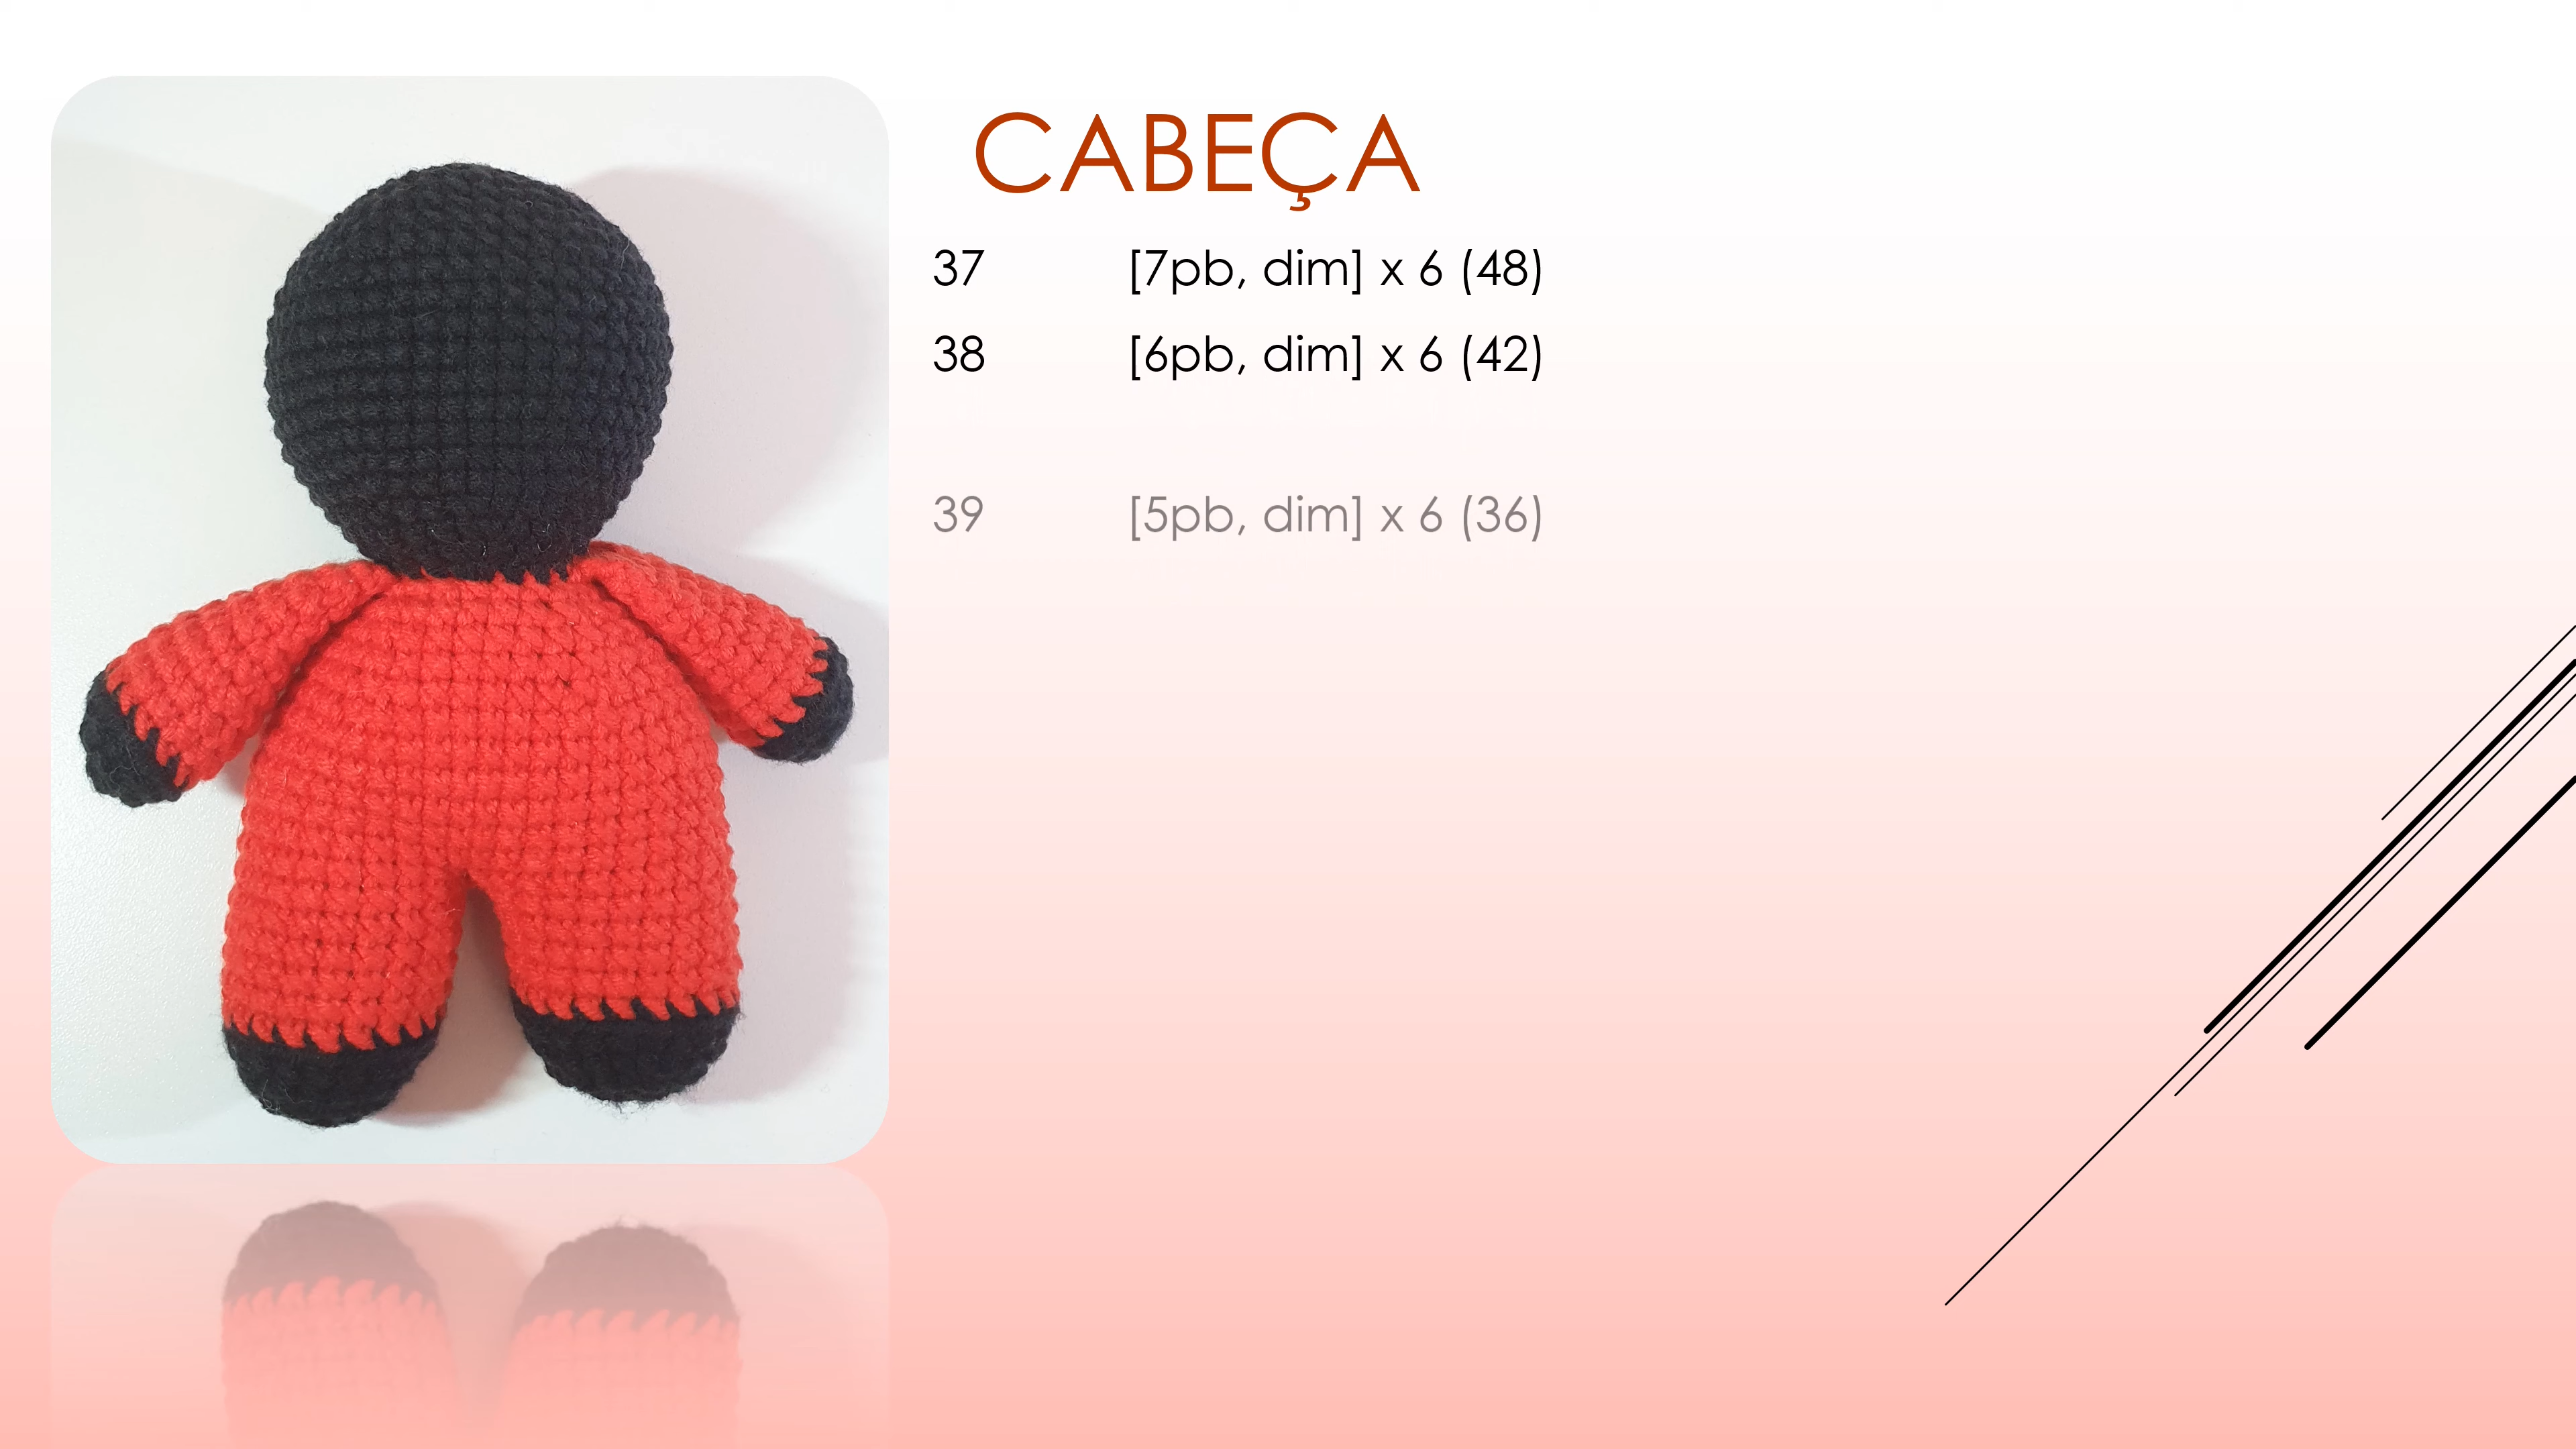 CABEÇA
37 [7pb, dim] x 6 (48)
38 [6pb, dim] x 6 (42)
39 [5pb, dim] x 6 (36)